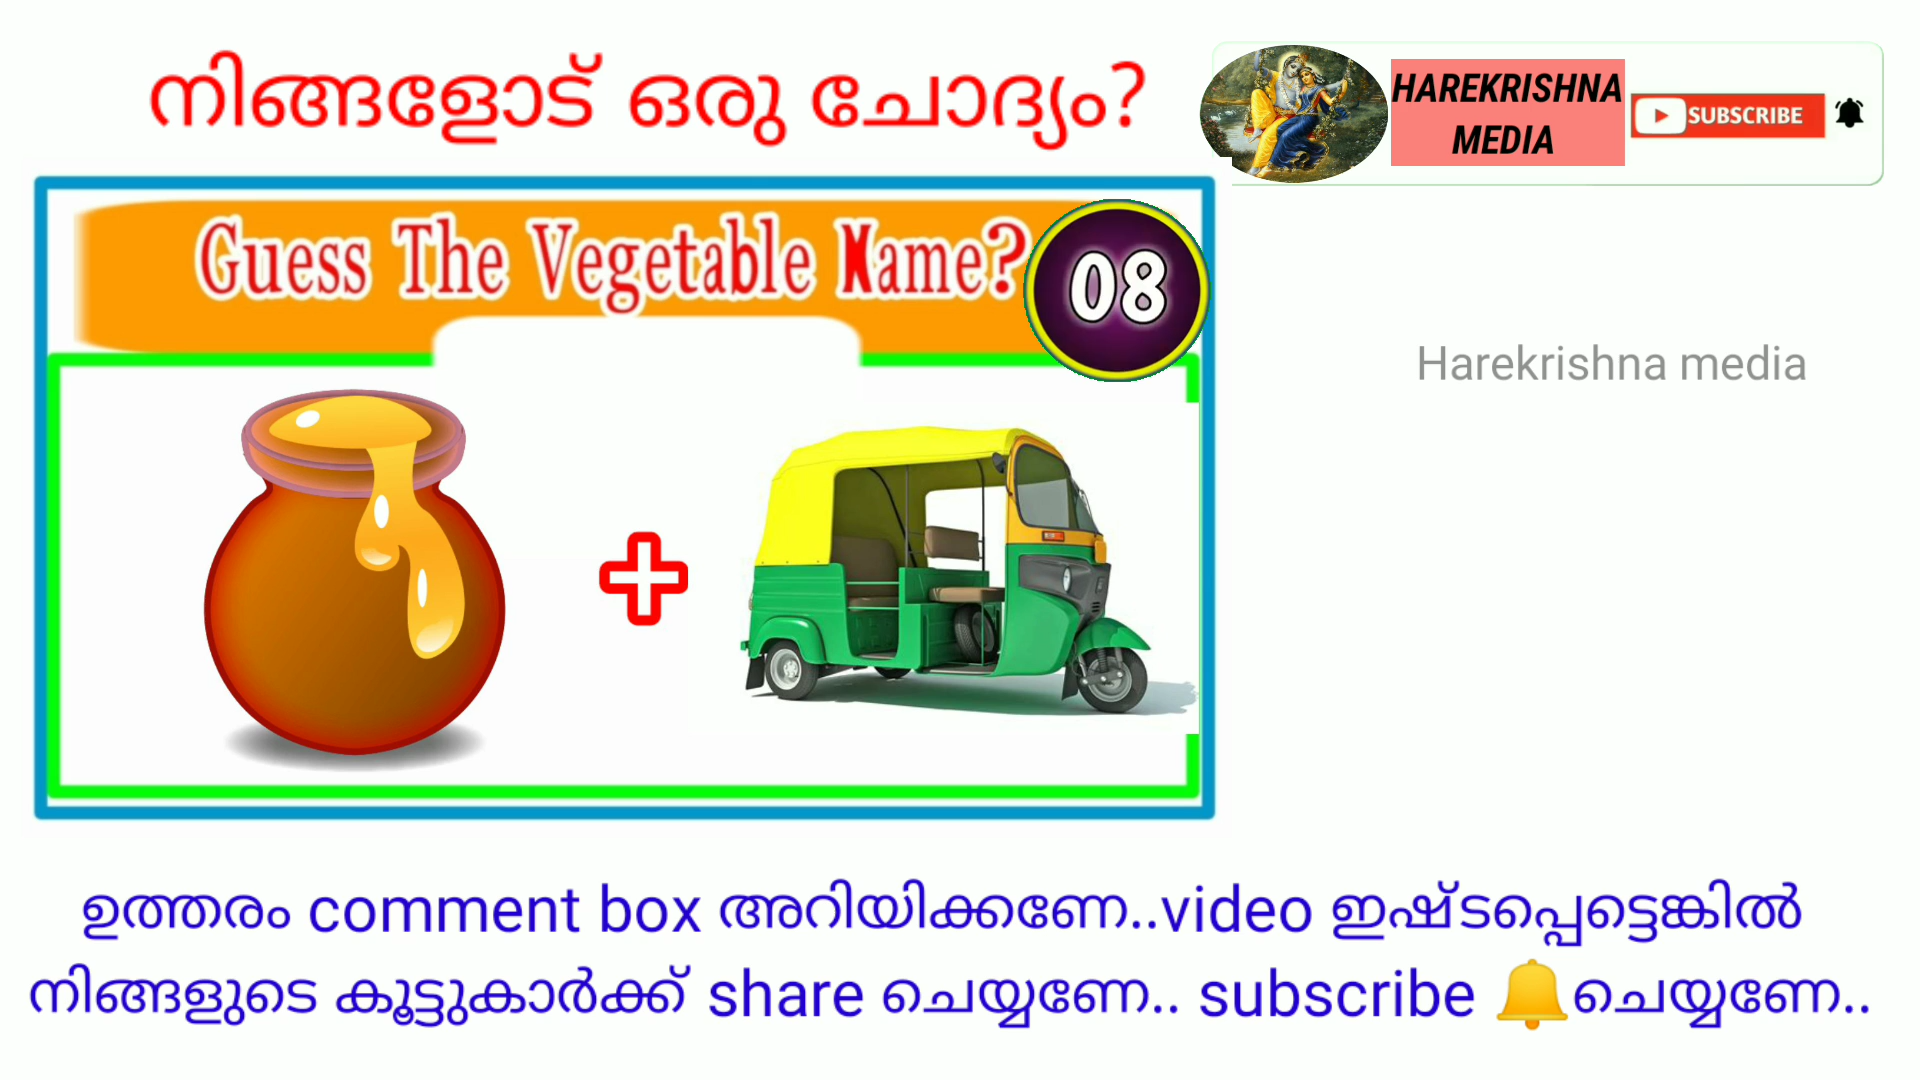 നിങ്ങളോട് ഒരു ചോദ്യം?
HAREKRISHNA
MEDIA
SUBSCRIBE
Guess The Vegetable Name?
08
Harekrishna media
ഉത്തരം comment box അറിയിക്കണേ..video ഇഷ്ടപ്പെട്ടെങ്കിൽ
നിങ്ങളുടെ കൂട്ടുകാർക്ക് share ചെയ്യണേ.. subscribe 🔔ചെയ്യണേ..